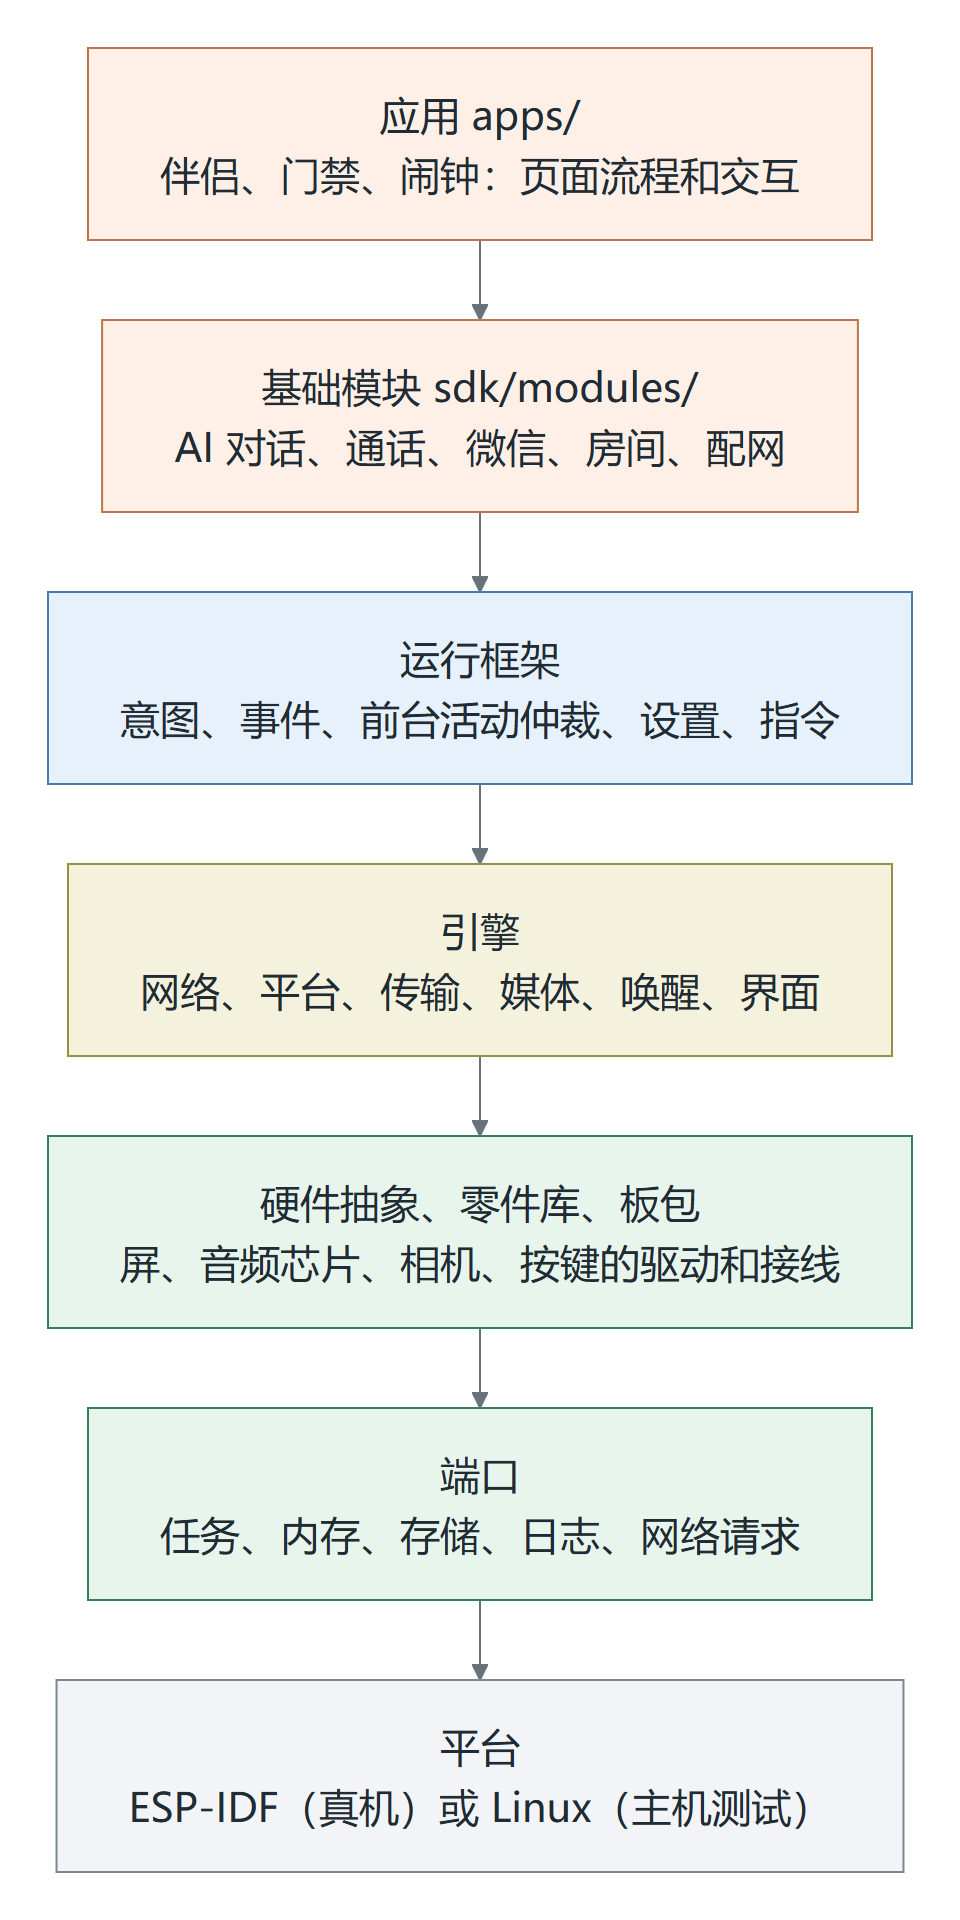 应用 apps/
伴侣、门禁、闹钟：页面流程和交互
基础模块 sdk/modules/
AI 对话、通话、微信、房间、配网
运行框架
意图、事件、前台活动仲裁、设置、指令
引擎
网络、平台、传输、媒体、唤醒、界面
硬件抽象、零件库、板包
屏、音频芯片、相机、按键的驱动和接线
端口
任务、内存、存储、日志、网络请求
平台
ESP-IDF（真机）或 Linux（主机测试）